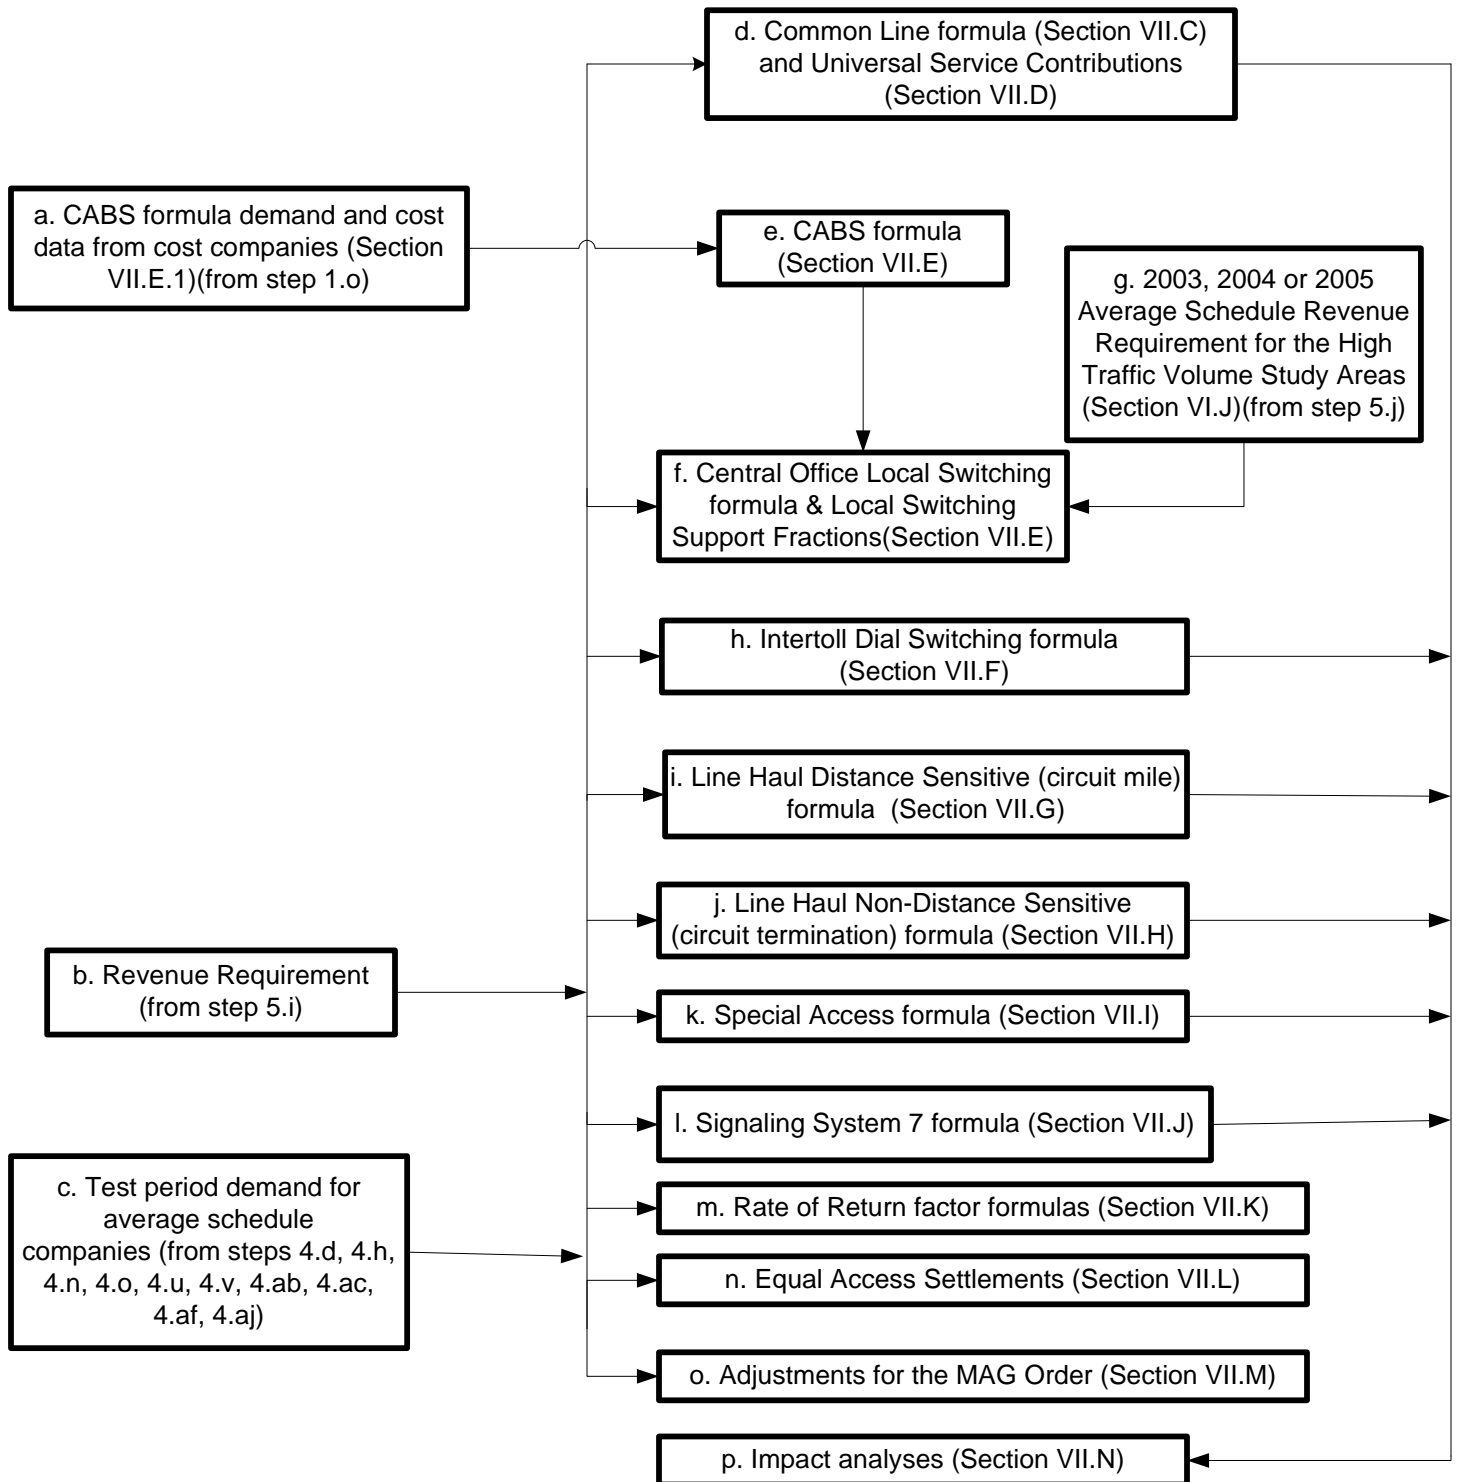 d. Common Line formula (Section VII.C)
and Universal Service Contributions
(Section VII.D)
a. CABS formula demand and cost
data from cost companies (Section
VII.E.1)(from step 1.o)
e. CABS formula
(Section VII.E)
g. 2003, 2004 or 2005
Average Schedule Revenue
Requirement for the High
Traffic Volume Study Areas
(Section VI.J)(from step 5.j)
f. Central Office Local Switching
formula & Local Switching
Support Fractions(Section VII.E)
h. Intertoll Dial Switching formula
(Section VII.F)
i. Line Haul Distance Sensitive (circuit mile)
formula (Section VII.G)
j. Line Haul Non-Distance Sensitive
(circuit termination) formula (Section VII.H)
b. Revenue Requirement
(from step 5.i)
k. Special Access formula (Section VII.I)
l. Signaling System 7 formula (Section VII.J)
c. Test period demand for
average schedule
companies (from steps 4.d, 4.h,
4.n, 4.o, 4.u, 4.v, 4.ab, 4.ac,
4.af, 4.aj)
m. Rate of Return factor formulas (Section VII.K)
n. Equal Access Settlements (Section VII.L)
o. Adjustments for the MAG Order (Section VII.M)
p. Impact analyses (Section VII.N)